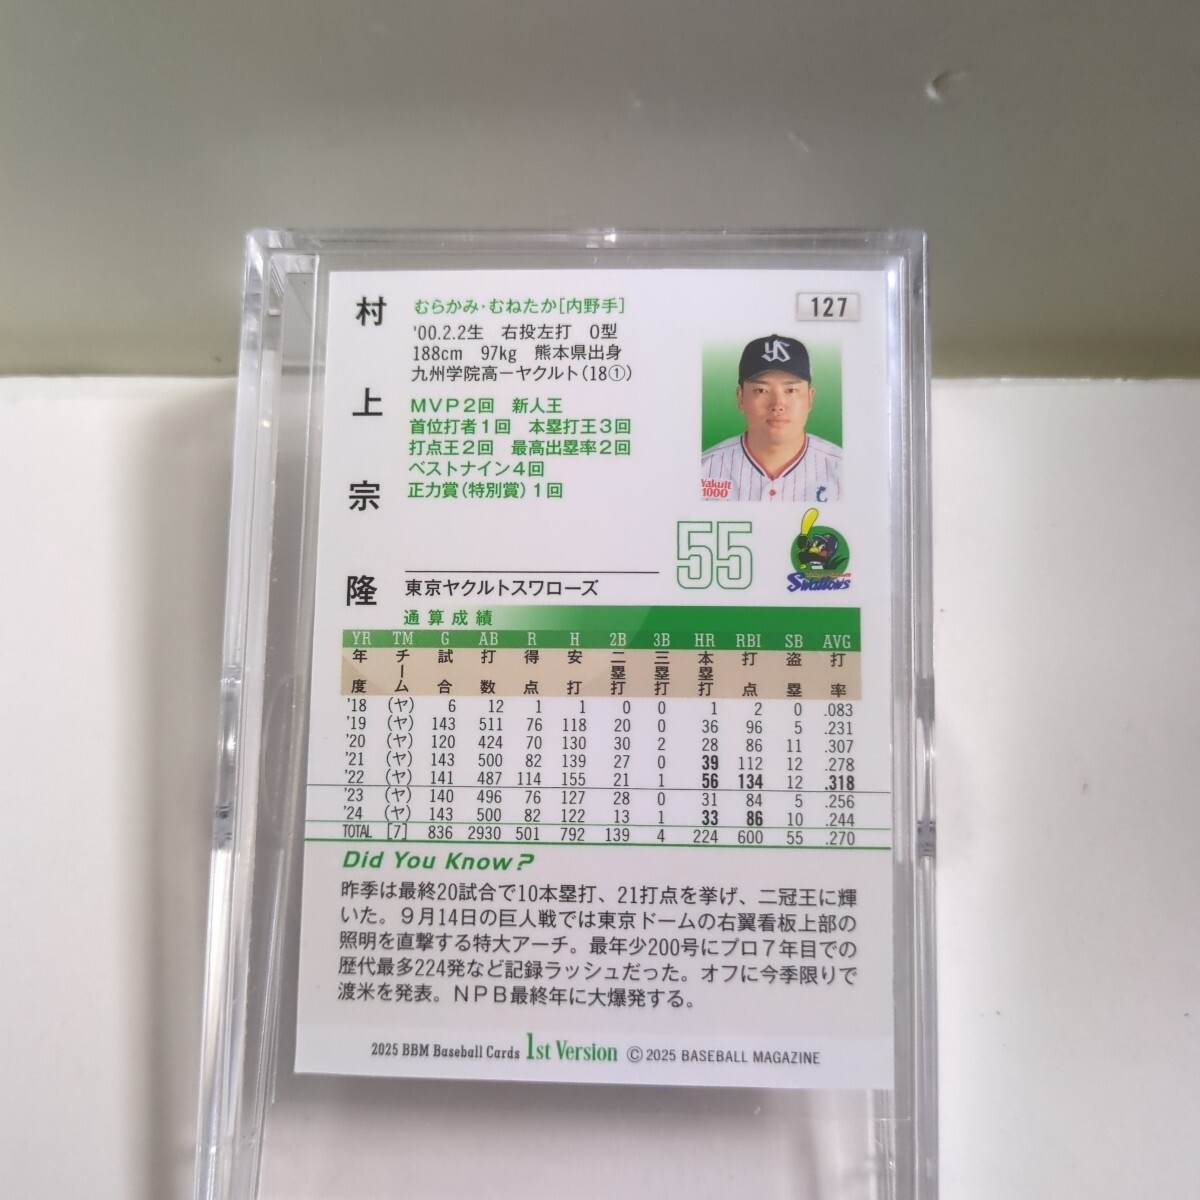 村上宗隆
むらかみ・むねたか[内野手]
127
'00.2.2生 右投左打 O型
188cm 97kg 熊本県出身
九州学院高ーヤクルト(18①)
MVP2回 新人王
首位打者1回 本塁打王3回
打点王2回 最高出塁率2回
ベストナイン4回
正力賞(特別賞)1回
YS
Yakult
1000
55
Swallows
東京ヤクルトスワローズ
通算成績
YR TM G AB R H 2B 3B HR RBI SB AVG
年度 チーム 試合 打数 得点 安打 二塁打 三塁打 本塁打 打点 盗塁 打率
'18 (ヤ) 6 12 1 1 0 0 1 2 0 .083
'19 (ヤ) 143 511 76 118 20 0 36 96 5 .231
'20 (ヤ) 120 424 70 130 30 2 28 86 11 .307
'21 (ヤ) 143 500 82 139 27 0 39 112 12 .278
'22 (ヤ) 141 487 114 155 21 1 56 134 12 .318
'23 (ヤ) 140 496 76 127 28 0 31 84 5 .256
'24 (ヤ) 143 500 82 122 13 1 33 86 10 .244
TOTAL [7] 836 2930 501 792 139 4 224 600 55 .270
Did You Know?
昨季は最終20試合で10本塁打、21打点を挙げ、二冠王に輝
いた。9月14日の巨人戦では東京ドームの右翼看板上部の
照明を直撃する特大アーチ。最年少200号にプロ7年目での
歴代最多224発など記録ラッシュだった。オフに今季限りで
渡米を発表。NPB最終年に大爆発する。
2025 BBM Baseball Cards 1st Version ©2025 BASEBALL MAGAZINE